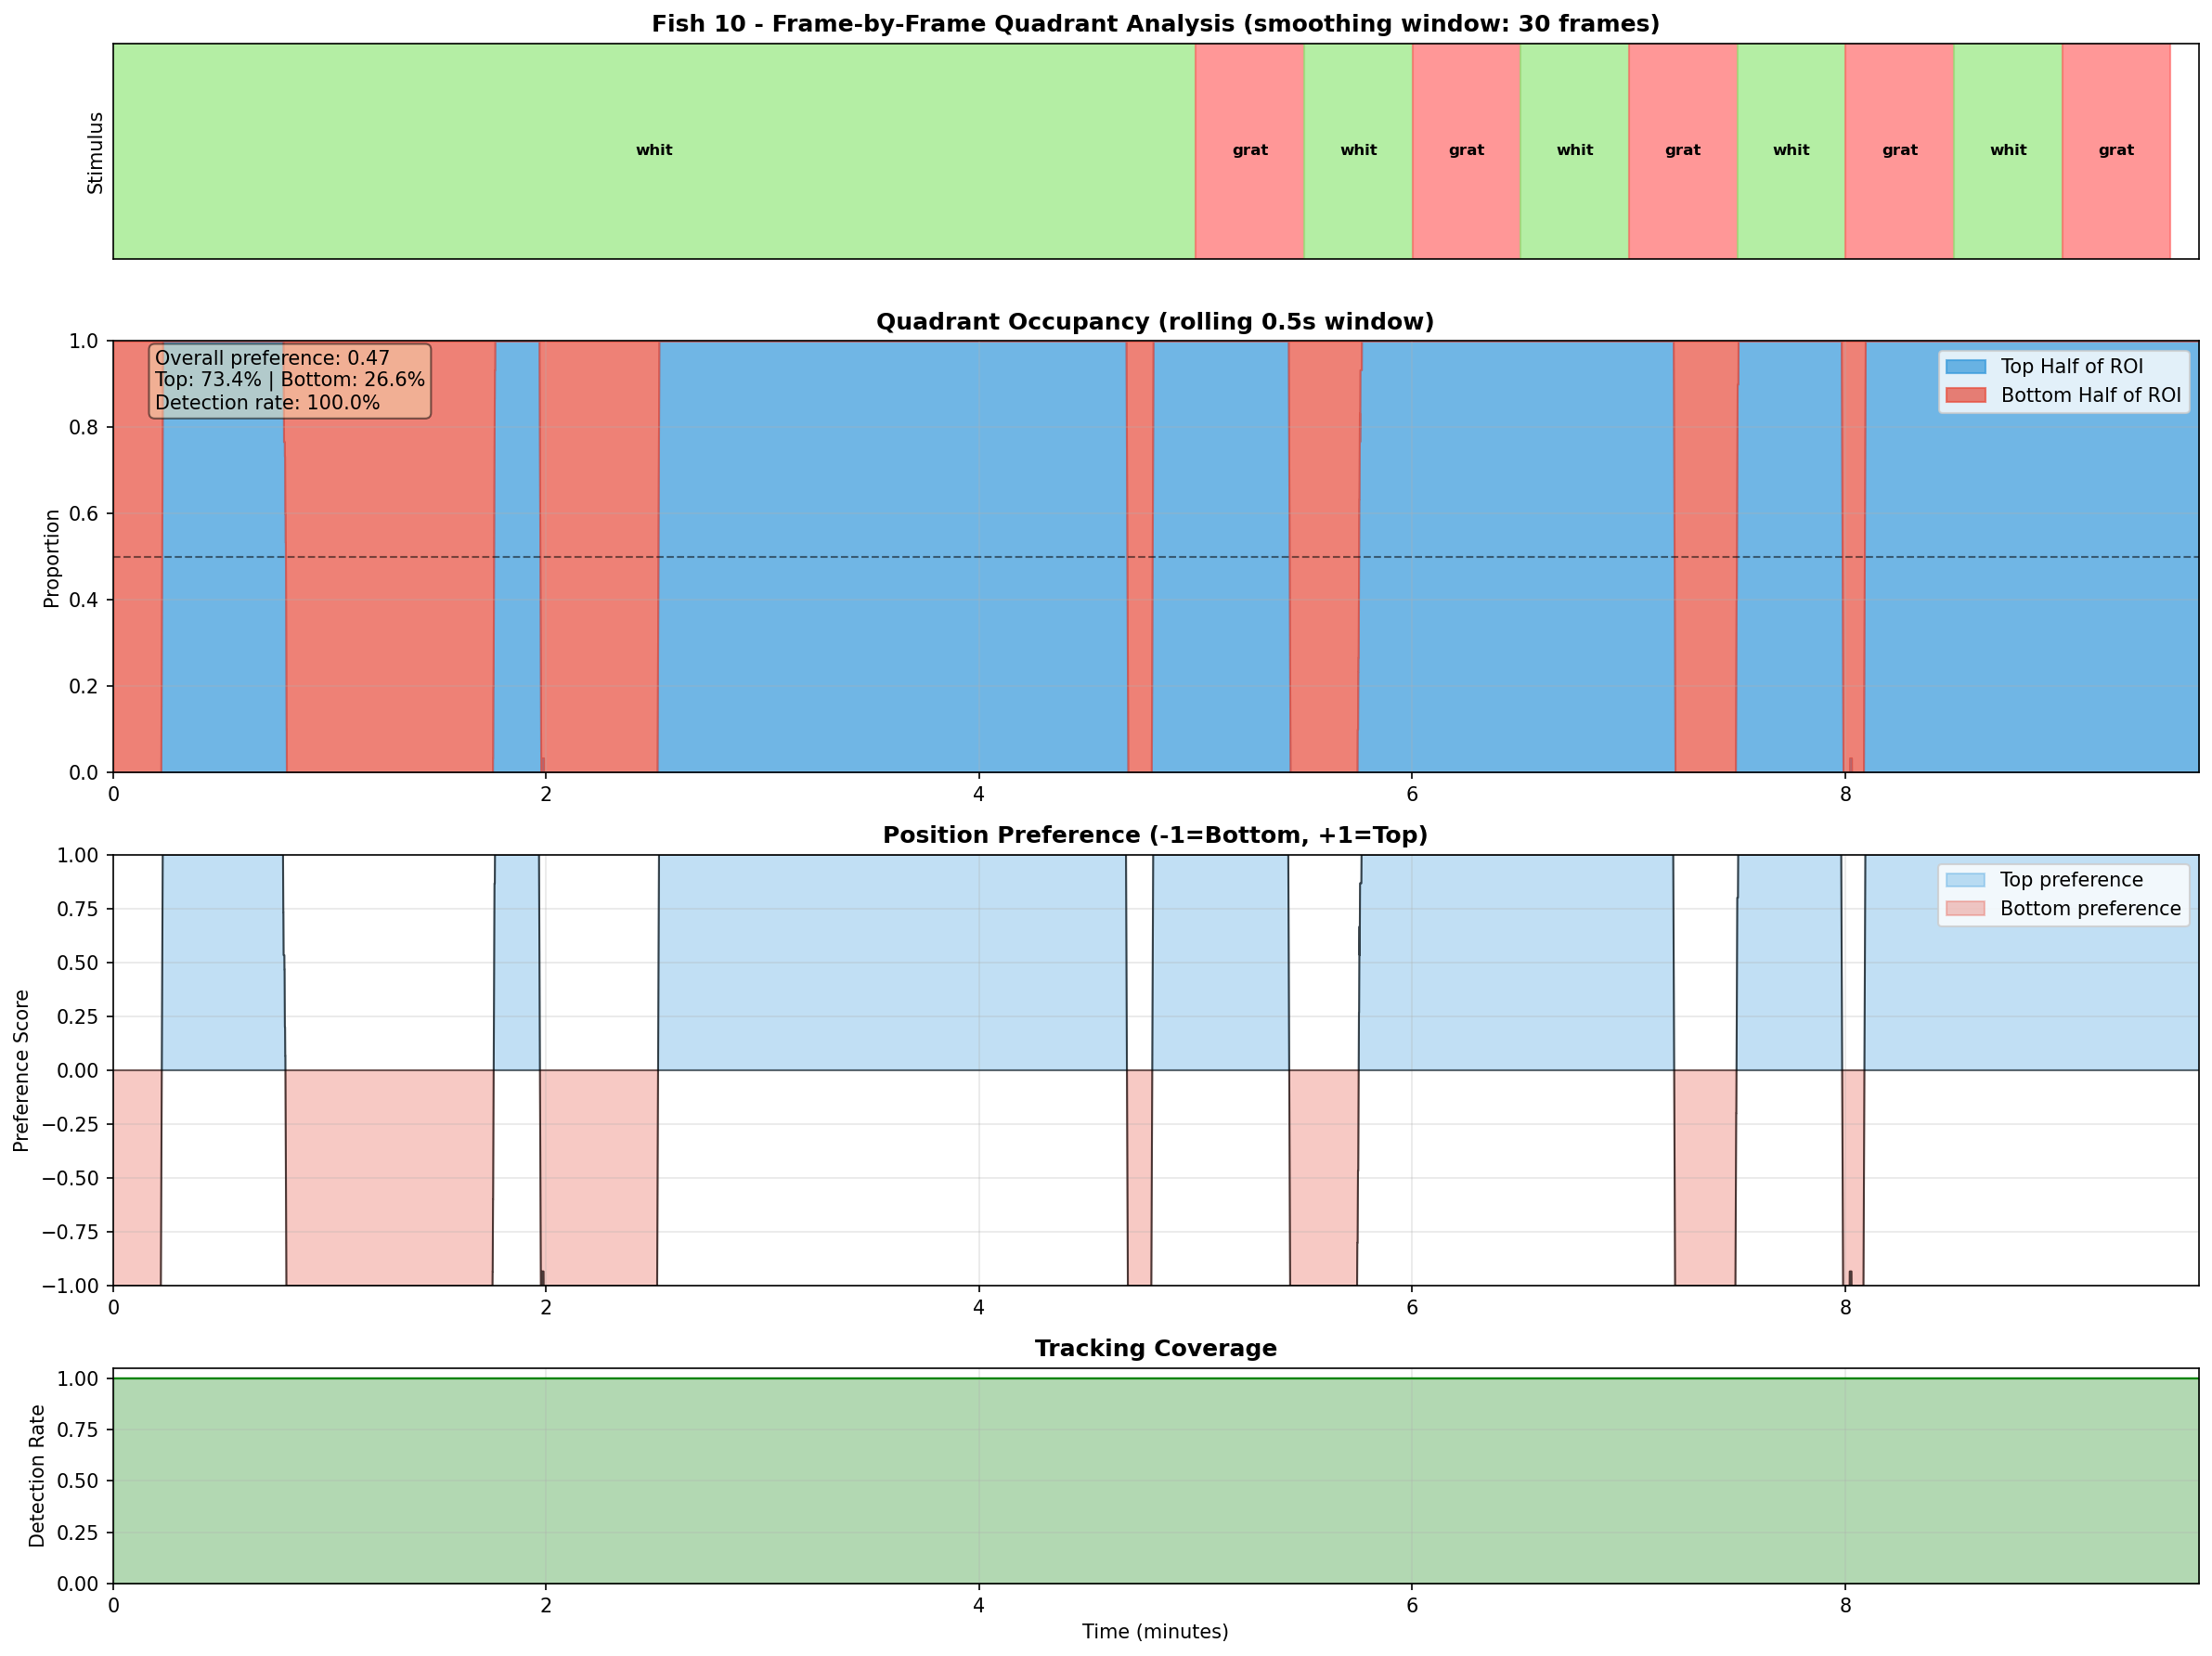 Fish 10 - Frame-by-Frame Quadrant Analysis (smoothing window: 30 frames)
Stimulus
whit
grat
whit
grat
whit
grat
whit
grat
whit
grat
Quadrant Occupancy (rolling 0.5s window)
Proportion
1.0
0.8
0.6
0.4
0.2
0.0
Overall preference: 0.47
Top: 73.4% | Bottom: 26.6%
Detection rate: 100.0%
Top Half of ROI
Bottom Half of ROI
0 2 4 6 8
Position Preference (-1=Bottom, +1=Top)
Preference Score
1.00
0.75
0.50
0.25
0.00
−0.25
−0.50
−0.75
−1.00
Top preference
Bottom preference
0 2 4 6 8
Tracking Coverage
Detection Rate
1.00
0.75
0.50
0.25
0.00
0 2 4 6 8
Time (minutes)